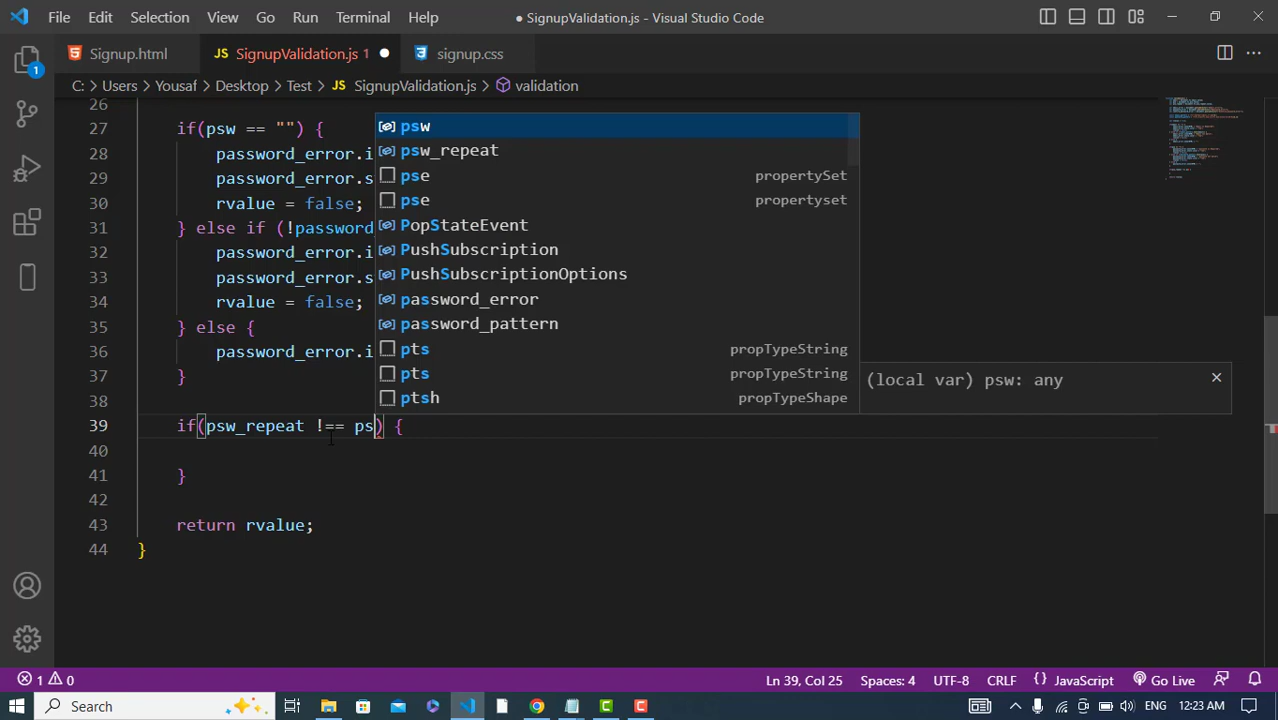 File Edit Selection View Go Run Terminal Help
● SignupValidation.js - Visual Studio Code
Signup.html
JS SignupValidation.js 1 ●
signup.css
C: > Users > Yousaf > Desktop > Test > JS SignupValidation.js > validation
1
26
27 if(psw == "") {
28 password_error.i
29 password_error.s
30 rvalue = false;
31 } else if (!password_
32 password_error.i
33 password_error.s
34 rvalue = false;
35 } else {
36 password_error.i
37 }
38
39 if(psw_repeat !== ps) {
40
41 }
42
43 return rvalue;
44 }
psw
psw_repeat
pse propertySet
pse propertyset
PopStateEvent
PushSubscription
PushSubscriptionOptions
password_error
password_pattern
pts propTypeString
pts propTypeString
ptsh propTypeShape
(local var) psw: any
1 0
Ln 39, Col 25 Spaces: 4 UTF-8 CRLF {} JavaScript Go Live
Search
ENG 12:23 AM